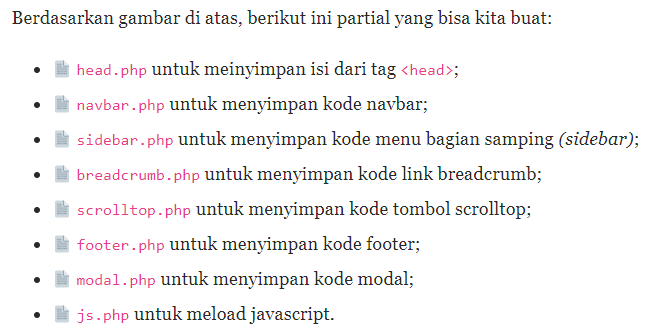 Berdasarkan gambar di atas, berikut ini partial yang bisa kita buat:
• head.php untuk meinyimpan isi dari tag <head>;
• navbar.php untuk menyimpan kode navbar;
• sidebar.php untuk menyimpan kode menu bagian samping (sidebar);
• breadcrumb.php untuk menyimpan kode link breadcrumb;
• scrolltop.php untuk menyimpan kode tombol scrolltop;
• footer.php untuk menyimpan kode footer;
• modal.php untuk menyimpan kode modal;
• js.php untuk meload javascript.